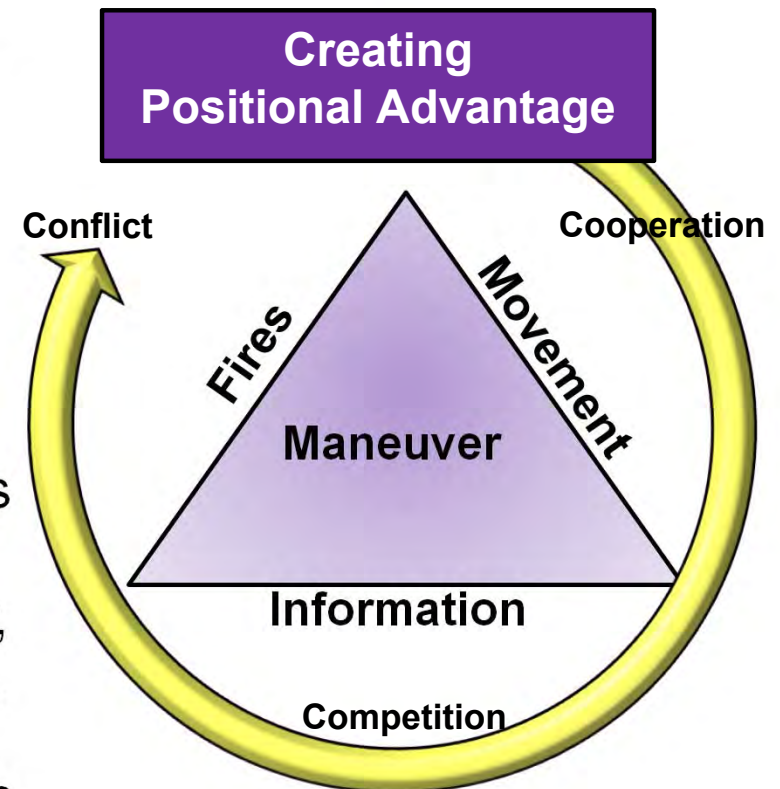 Creating
Positional Advantage
Conflict
Cooperation
Fires
Movement
Maneuver
s
Information
,
Competition